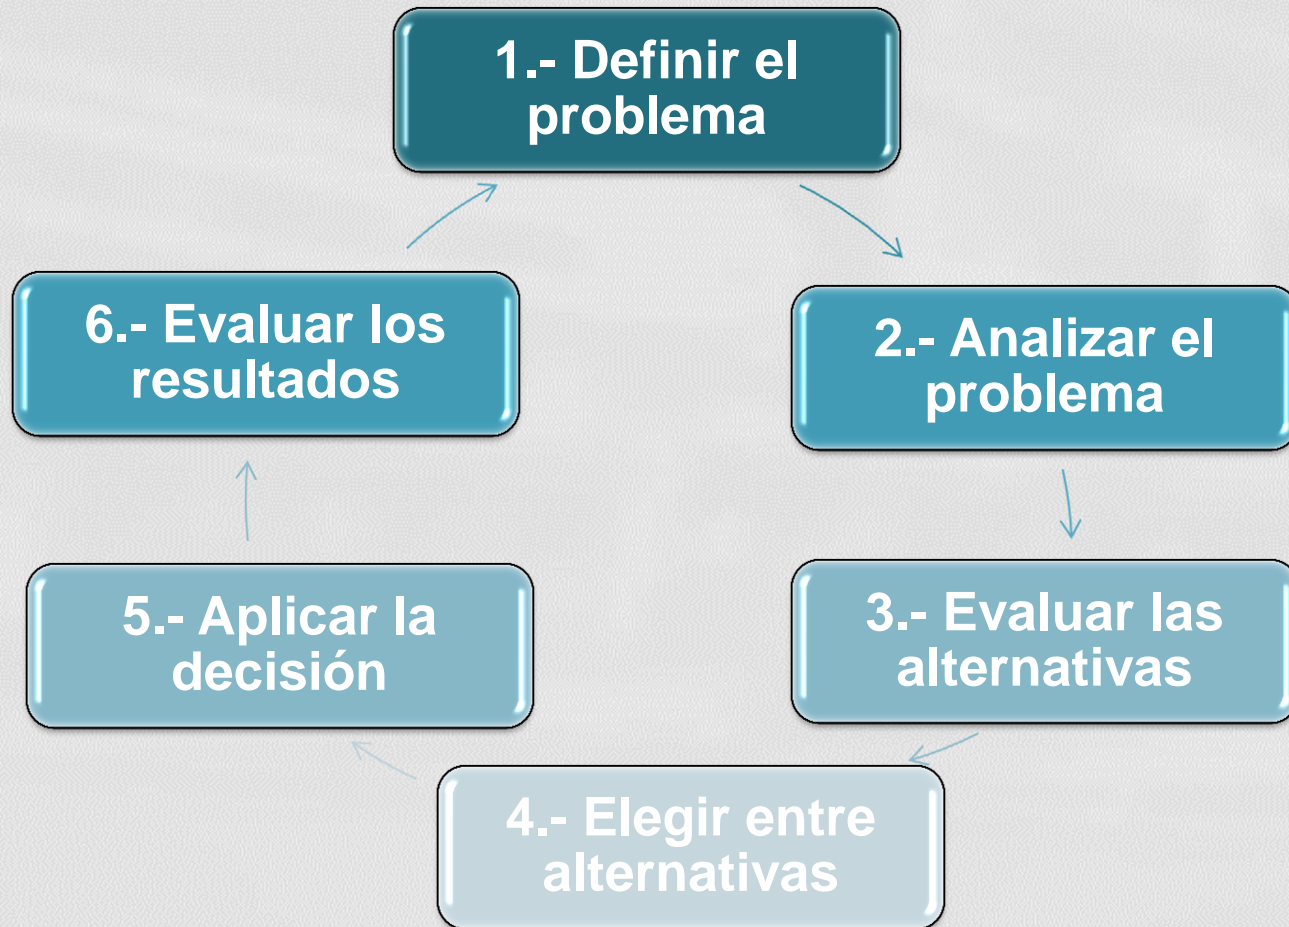 1.- Definir el
problema
2.- Analizar el
problema
3.- Evaluar las
alternativas
4.- Elegir entre
alternativas
5.- Aplicar la
decisión
6.- Evaluar los
resultados